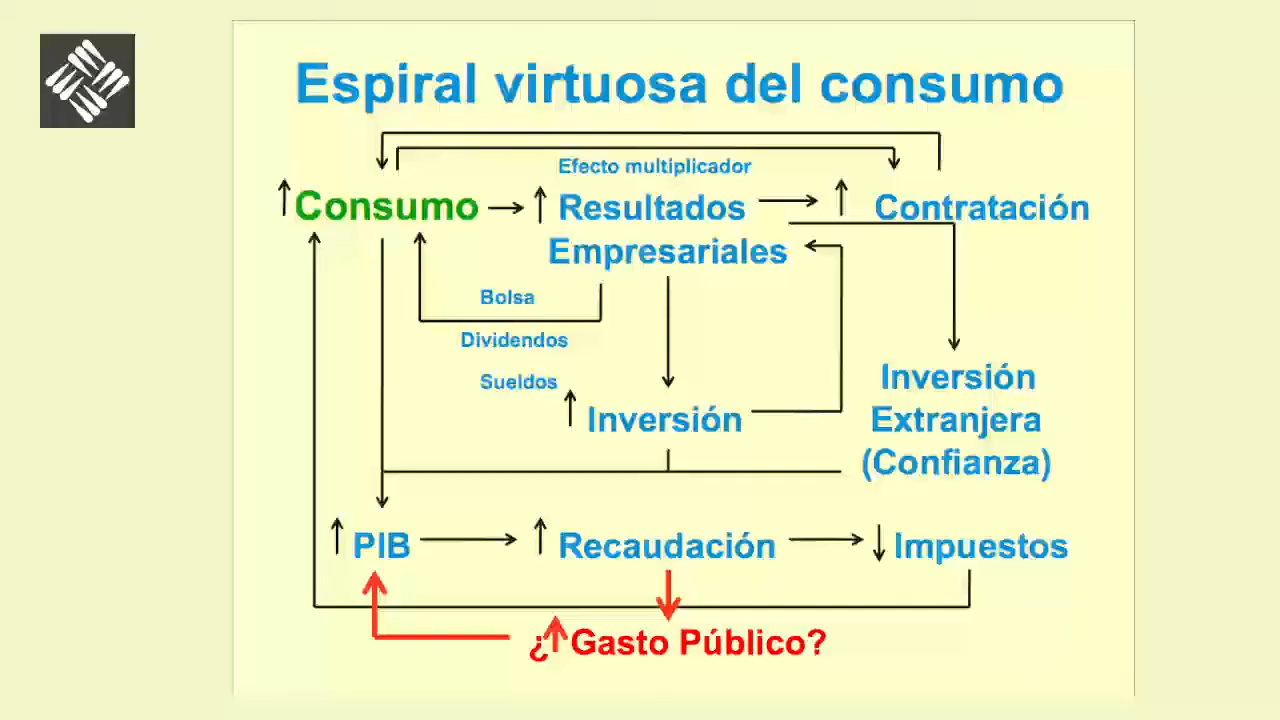 Espiral virtuosa del consumo
Efecto multiplicador
Consumo
Resultados
Empresariales
Contratación
Bolsa
Dividendos
Sueldos
Inversión
Inversión
Extranjera
(Confianza)
PIB
Recaudación
Impuestos
¿ Gasto Público?